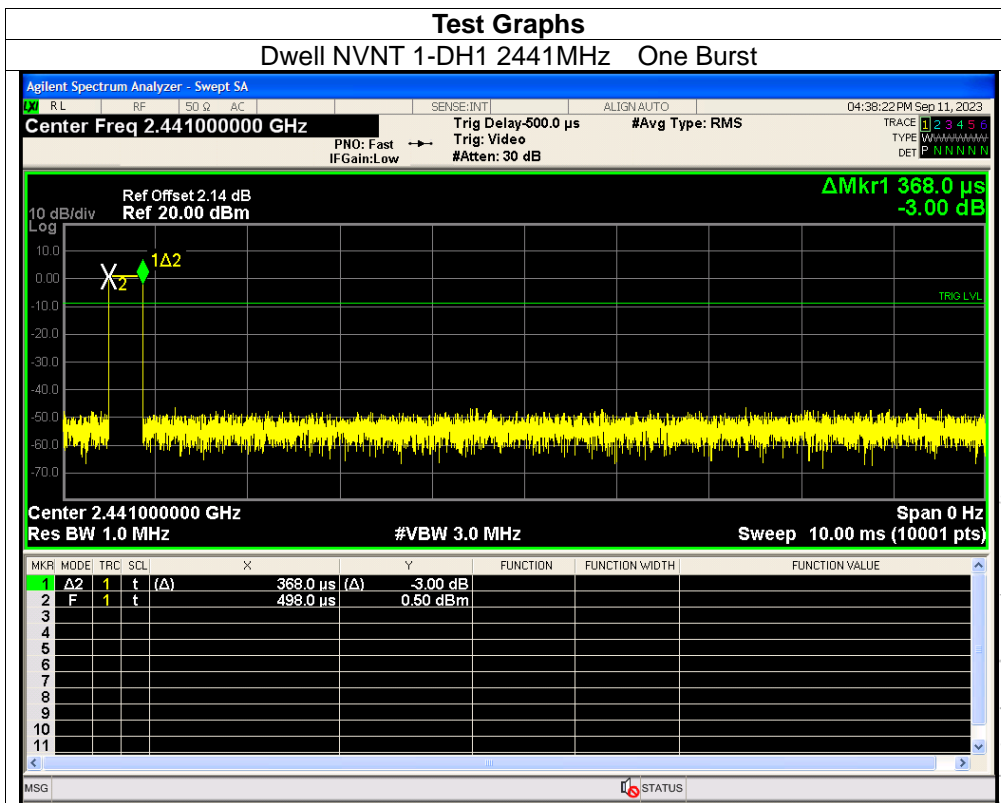 Test Graphs
Dwell NVNT 1-DH1 2441MHz One Burst
Agilent Spectrum Analyzer - Swept SA
LXI RL RF 50 Ω AC SENSE:INT ALIGN AUTO 04:38:22 PM Sep 11, 2023
Center Freq 2.441000000 GHz Trig Delay-500.0 µs #Avg Type: RMS TRACE 1 2 3 4 5 6
PNO: Fast Trig: Video TYPE WWWWWW
IFGain:Low #Atten: 30 dB DET P N N N N N
ΔMkr1 368.0 µs
Ref Offset 2.14 dB
10 dB/div Ref 20.00 dBm -3.00 dB
Log
10.0
1Δ2
0.00
2
TRIG LVL
-10.0
-20.0
-30.0
-40.0
-50.0
-60.0
-70.0
Center 2.441000000 GHz Span 0 Hz
Res BW 1.0 MHz #VBW 3.0 MHz Sweep 10.00 ms (10001 pts)
MKR MODE TRC SCL X Y FUNCTION FUNCTION WIDTH FUNCTION VALUE
1 Δ2 1 t (Δ) 368.0 µs (Δ) -3.00 dB
2 F 1 t 498.0 µs 0.50 dBm
3
4
5
6
7
8
9
10
11
MSG STATUS